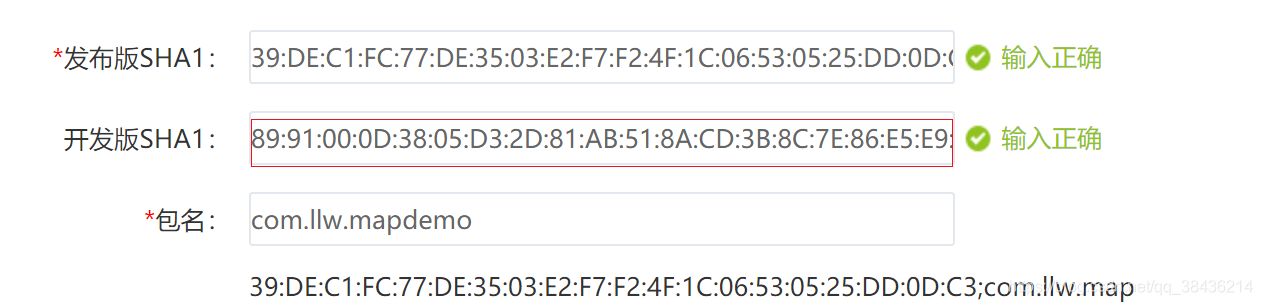 *发布版SHA1： 39:DE:C1:FC:77:DE:35:03:E2:F7:F2:4F:1C:06:53:05:25:DD:0D: 输入正确
开发版SHA1： 89:91:00:0D:38:05:D3:2D:81:AB:51:8A:CD:3B:8C:7E:86:E5:E9: 输入正确
*包名： com.llw.mapdemo
39:DE:C1:FC:77:DE:35:03:E2:F7:F2:4F:1C:06:53:05:25:DD:0D:C3;com.llw.map
net/qq_38436214